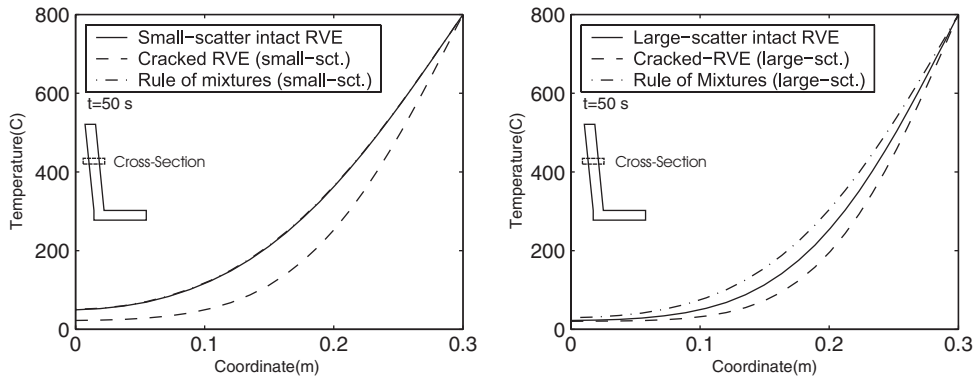 800
600
400
200
0
Temperature(C)
Small-scatter intact RVE
Cracked RVE (small-sct.)
Rule of mixtures (small-sct.)
t=50 s
Cross-Section
0
0.1
0.2
0.3
Coordinate(m)
800
600
400
200
0
Temperature(C)
Large-scatter intact RVE
Cracked-RVE (large-sct.)
Rule of Mixtures (large-sct.)
t=50 s
Cross-Section
0
0.1
0.2
0.3
Coordinate(m)